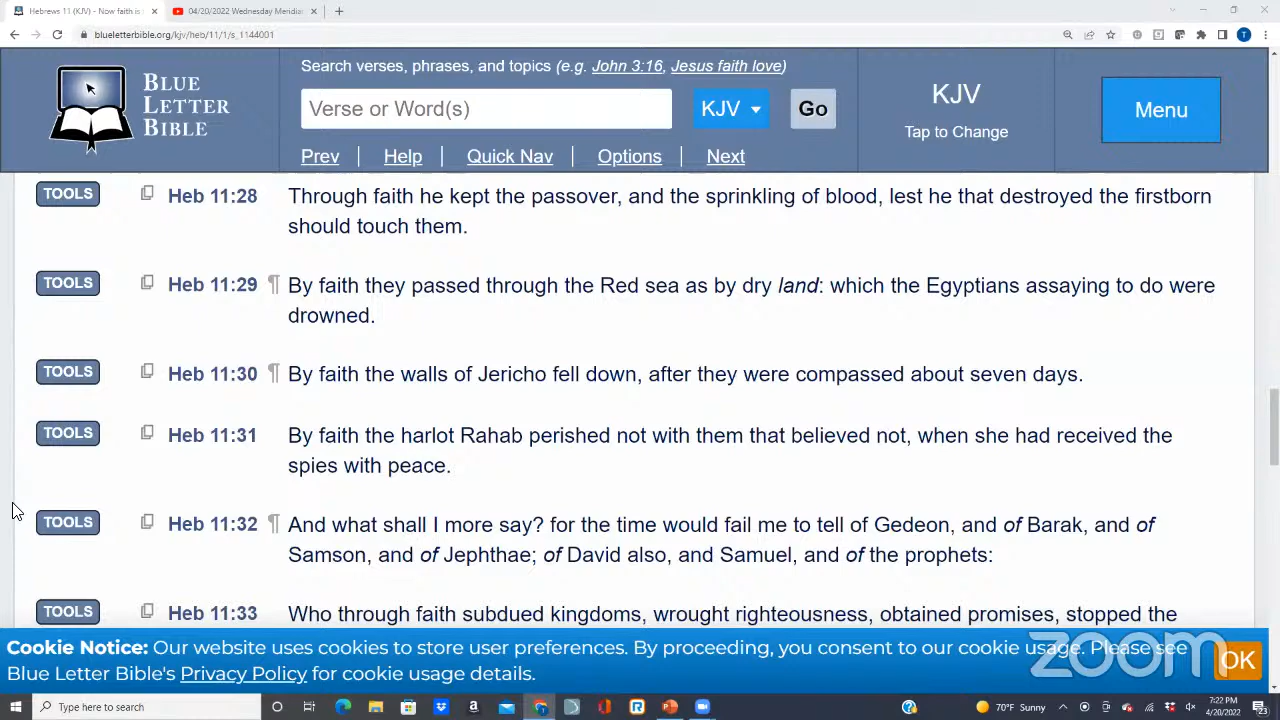 Hebrews 11 (KJV) - Now faith is
04/20/2022 Wednesday Meridia
blueletterbible.org/kjv/heb/11/1/s_1144001
T
BLUE
LETTER
BIBLE
Search verses, phrases, and topics (e.g. John 3:16, Jesus faith love)
Verse or Word(s)
KJV
Go
Prev
Help
Quick Nav
Options
Next
KJV
Tap to Change
Menu
TOOLS Heb 11:28 Through faith he kept the passover, and the sprinkling of blood, lest he that destroyed the firstborn
should touch them.
TOOLS Heb 11:29 ¶ By faith they passed through the Red sea as by dry land: which the Egyptians assaying to do were
drowned.
TOOLS Heb 11:30 ¶ By faith the walls of Jericho fell down, after they were compassed about seven days.
TOOLS Heb 11:31 By faith the harlot Rahab perished not with them that believed not, when she had received the
spies with peace.
TOOLS Heb 11:32 ¶ And what shall I more say? for the time would fail me to tell of Gedeon, and of Barak, and of
Samson, and of Jephthae; of David also, and Samuel, and of the prophets:
TOOLS Heb 11:33 Who through faith subdued kingdoms, wrought righteousness, obtained promises, stopped the
Cookie Notice: Our website uses cookies to store user preferences. By proceeding, you consent to our cookie usage. Please see
Blue Letter Bible's Privacy Policy for cookie usage details.
OK
zoom
Type here to search
70°F Sunny
7:22 PM
4/20/2022
23